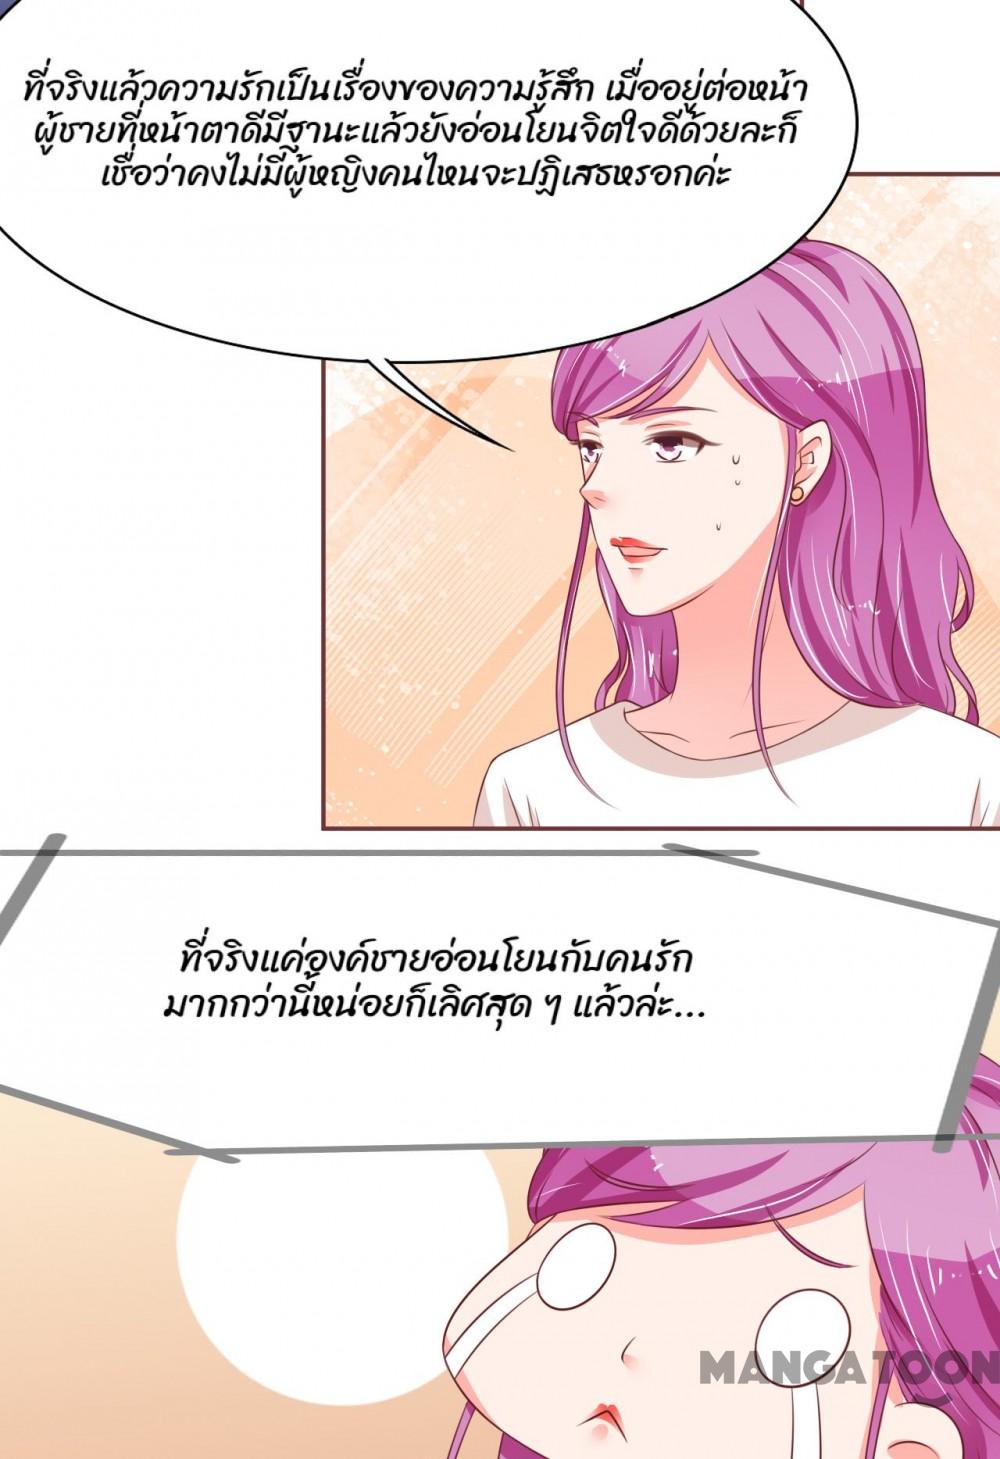 ที่จริงแล้วความรักเป็นเรื่องของความรู้สึก เมื่ออยู่ต่อหน้า
ผู้ชายที่หน้าตาดีมีฐานะแล้วยังอ่อนโยนจิตใจดีด้วยละก็
เชื่อว่าคงไม่มีผู้หญิงคนไหนจะปฏิเสธหรอกค่ะ
ที่จริงแค่องค์ชายอ่อนโยนกับคนรัก
มากกว่านี้หน่อยก็เลิศสุด ๆ แล้วล่ะ...
MANGATOON